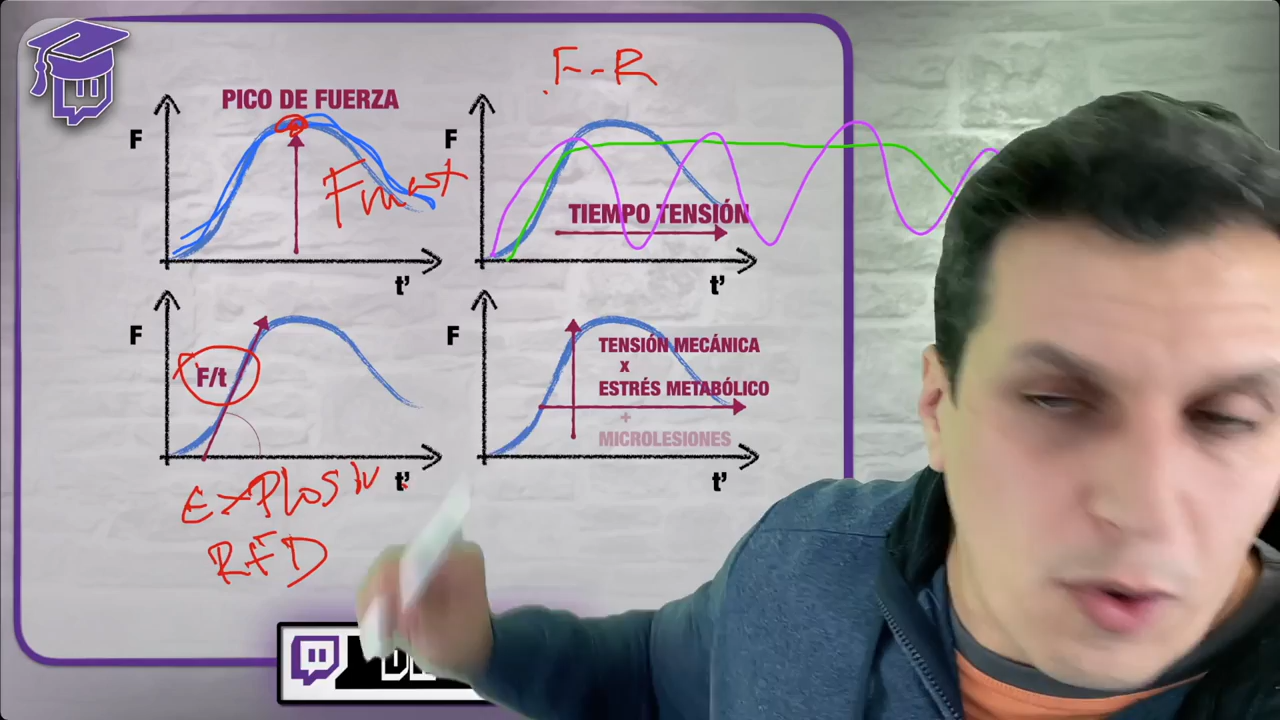 F-R
PICO DE FUERZA
F
Fmax
t'
F
TIEMPO TENSIÓN
t'
F
F/t
t'
EXPLOSIV.
RFD
F
TENSIÓN MECÁNICA
x
ESTRÉS METABÓLICO
+
MICROLESIONES
t'